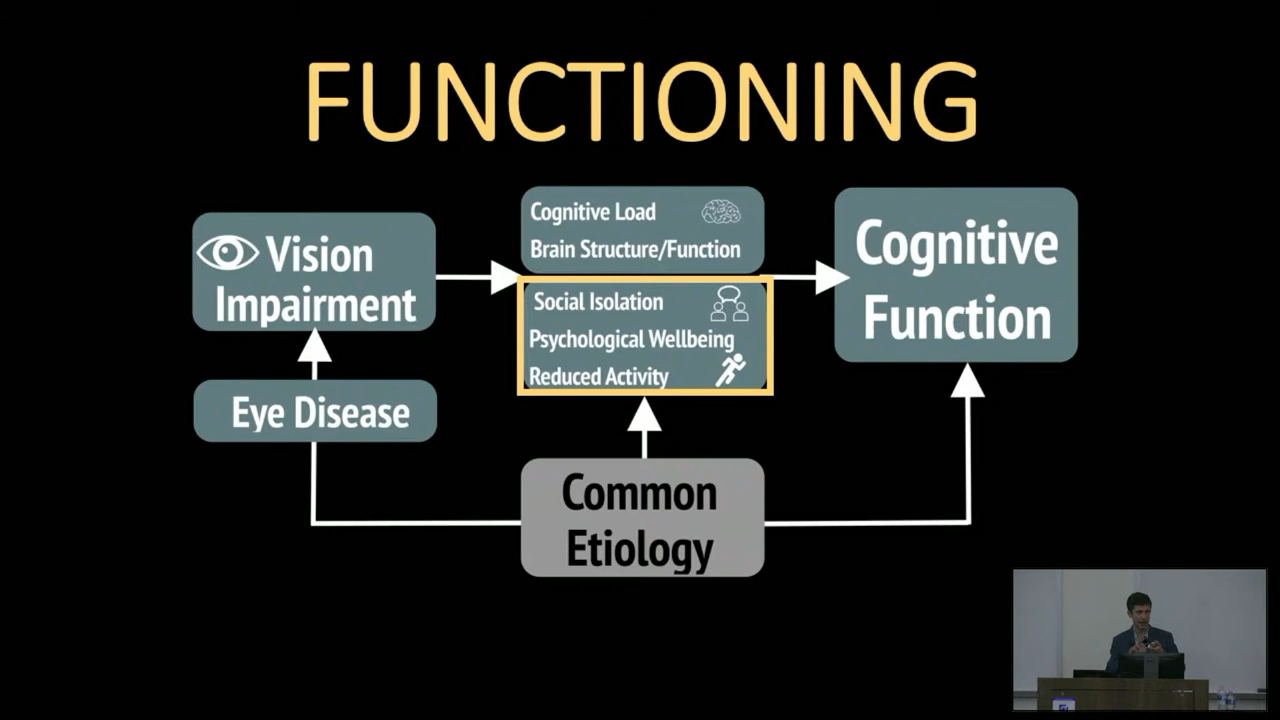 FUNCTIONING
Vision
Impairment
Eye Disease
Cognitive Load
Brain Structure/Function
Social Isolation
Psychological Wellbeing
Reduced Activity
Cognitive
Function
Common
Etiology